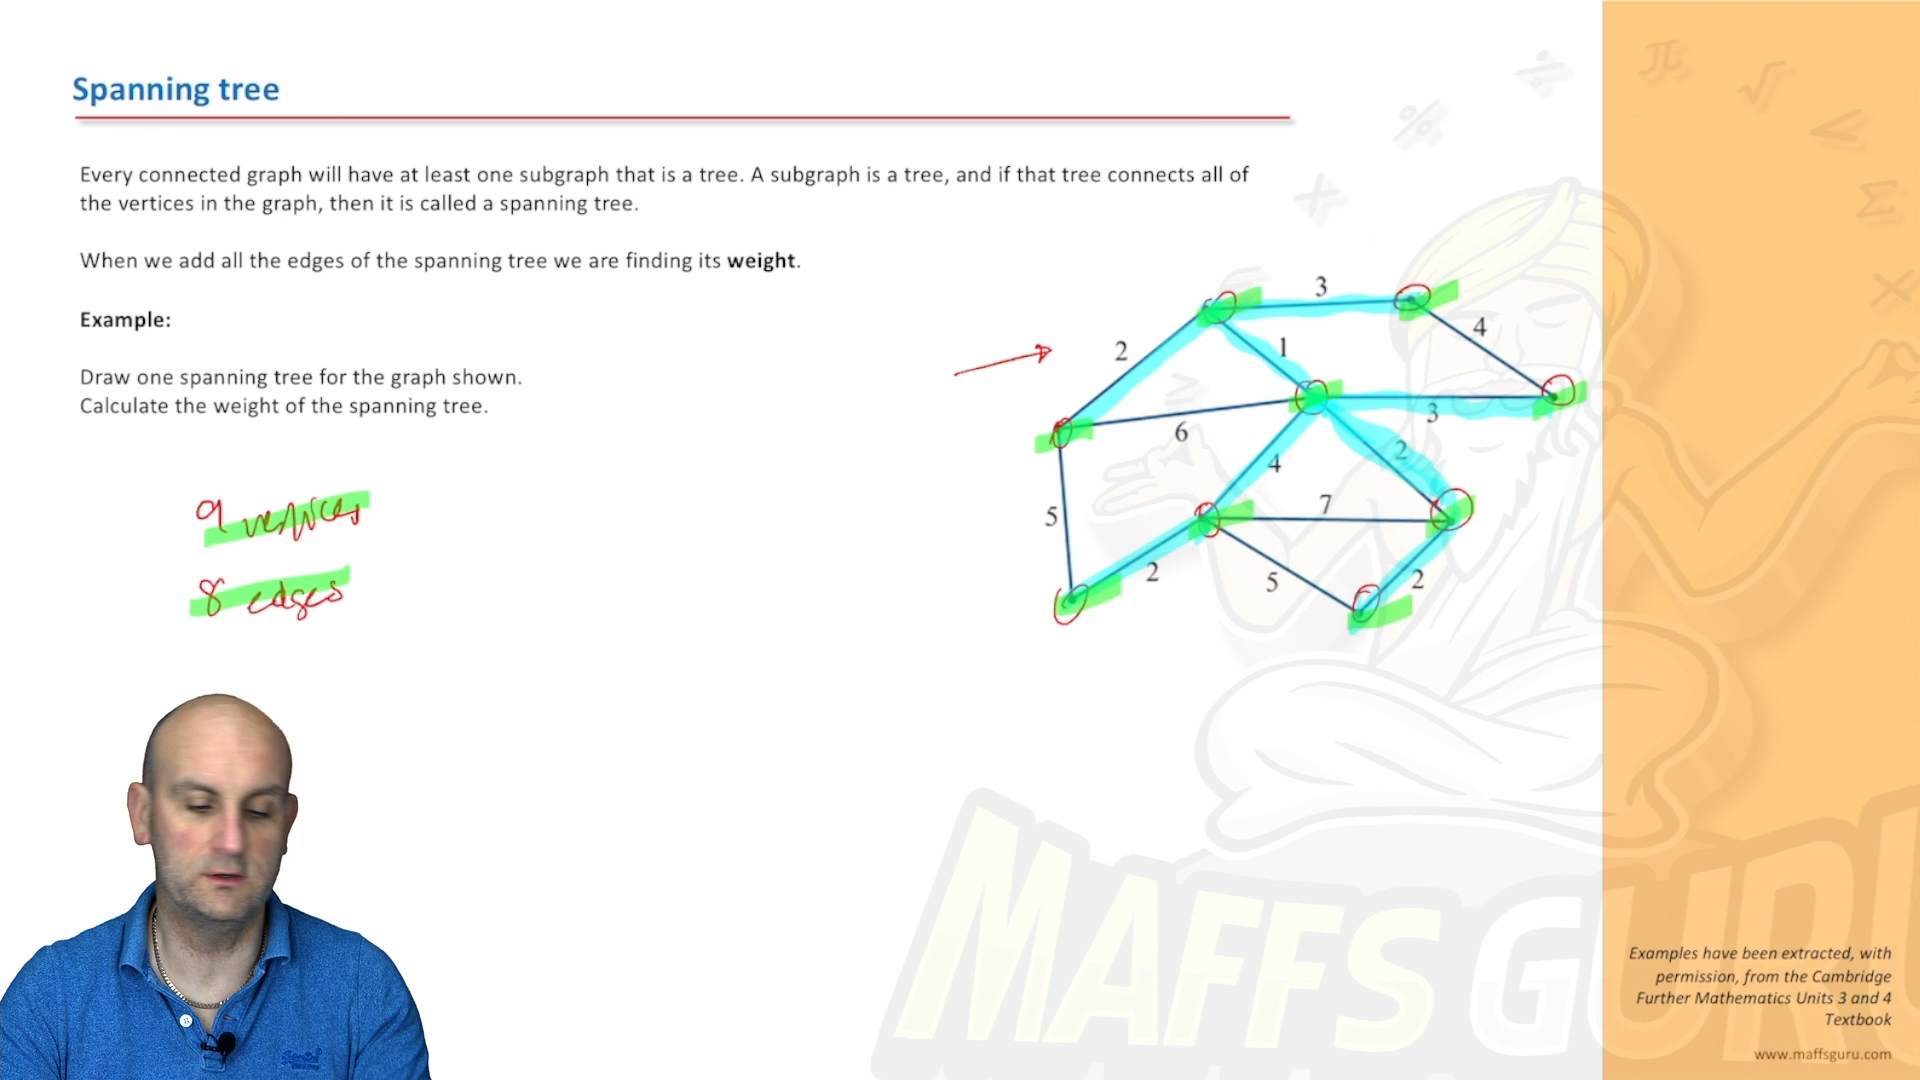 Spanning tree
Every connected graph will have at least one subgraph that is a tree. A subgraph is a tree, and if that tree connects all of
the vertices in the graph, then it is called a spanning tree.
When we add all the edges of the spanning tree we are finding its weight.
Example:
Draw one spanning tree for the graph shown.
Calculate the weight of the spanning tree.
9 vertices
8 edges
3
4
2
1
3
6
2
4
7
5
2
5
2
% ÷ π √ ≤ Σ × + ≥
MAFFS GURU
Examples have been extracted, with
permission, from the Cambridge
Further Mathematics Units 3 and 4
Textbook
www.maffsguru.com